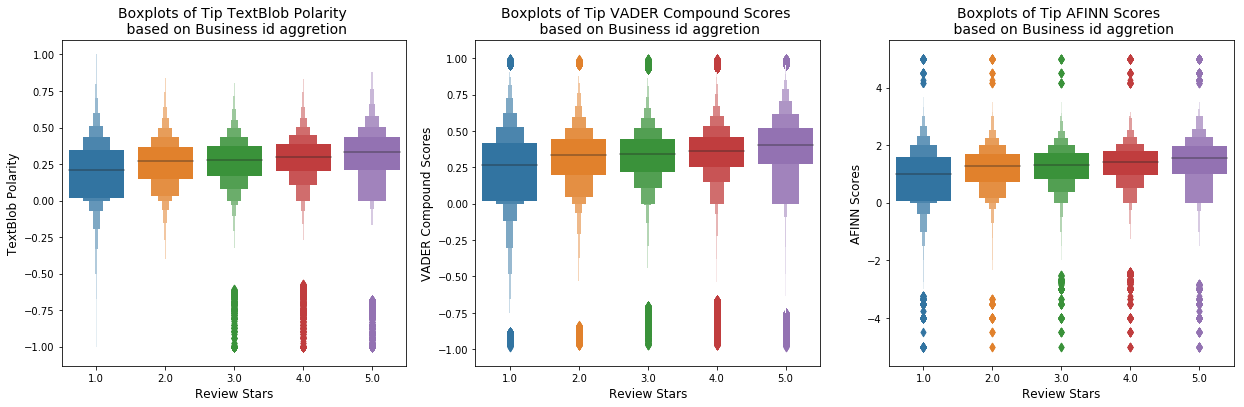 Boxplots of Tip TextBlob Polarity
based on Business id aggretion
TextBlob Polarity
1.00
0.75
0.50
0.25
0.00
−0.25
−0.50
−0.75
−1.00
1.0 2.0 3.0 4.0 5.0
Review Stars
Boxplots of Tip VADER Compound Scores
based on Business id aggretion
VADER Compound Scores
1.00
0.75
0.50
0.25
0.00
−0.25
−0.50
−0.75
−1.00
1.0 2.0 3.0 4.0 5.0
Review Stars
Boxplots of Tip AFINN Scores
based on Business id aggretion
AFINN Scores
4
2
0
−2
−4
1.0 2.0 3.0 4.0 5.0
Review Stars